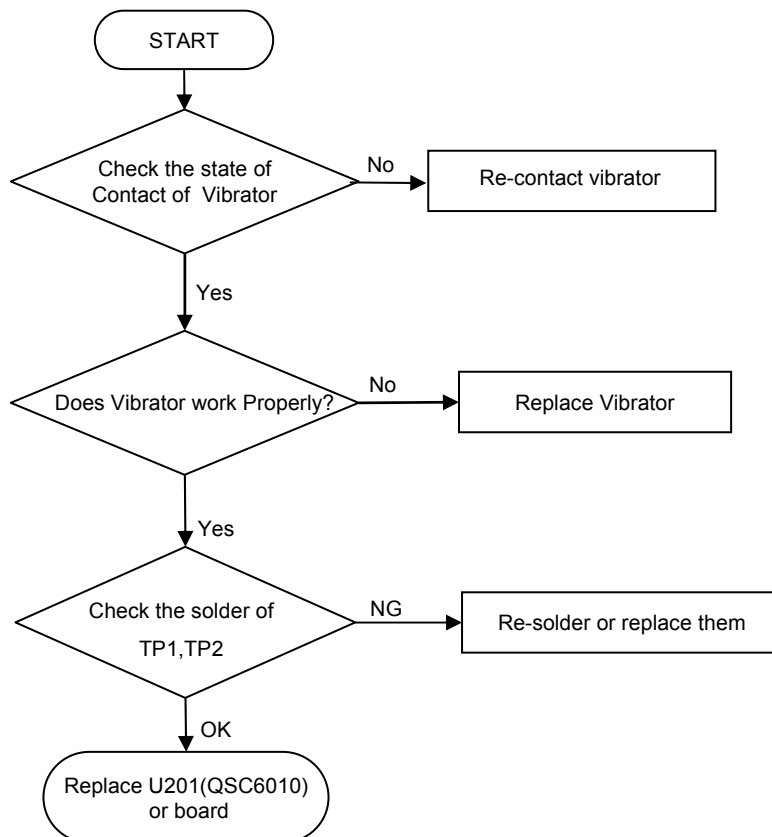 START
Check the state of
Contact of Vibrator
No
Re-contact vibrator
Yes
Does Vibrator work Properly?
No
Replace Vibrator
Yes
Check the solder of
TP1,TP2
NG
Re-solder or replace them
OK
Replace U201(QSC6010)
or board